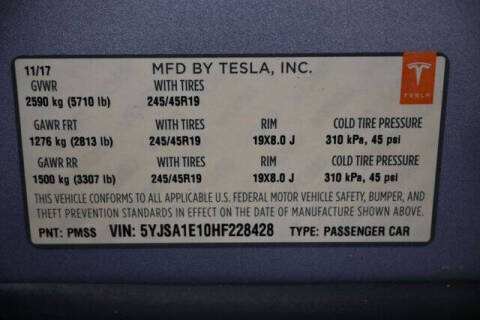 11/17 MFD BY TESLA, INC.
GVWR WITH TIRES
2590 kg (5710 lb) 245/45R19
TESLA
GAWR FRT WITH TIRES RIM COLD TIRE PRESSURE
1276 kg (2813 lb) 245/45R19 19X8.0 J 310 kPa, 45 psi
GAWR RR WITH TIRES RIM COLD TIRE PRESSURE
1500 kg (3307 lb) 245/45R19 19X8.0 J 310 kPa, 45 psi
THIS VEHICLE CONFORMS TO ALL APPLICABLE U.S. FEDERAL MOTOR VEHICLE SAFETY, BUMPER, AND
THEFT PREVENTION STANDARDS IN EFFECT ON THE DATE OF MANUFACTURE SHOWN ABOVE.
PNT: PMSS VIN: 5YJSA1E10HF228428 TYPE: PASSENGER CAR